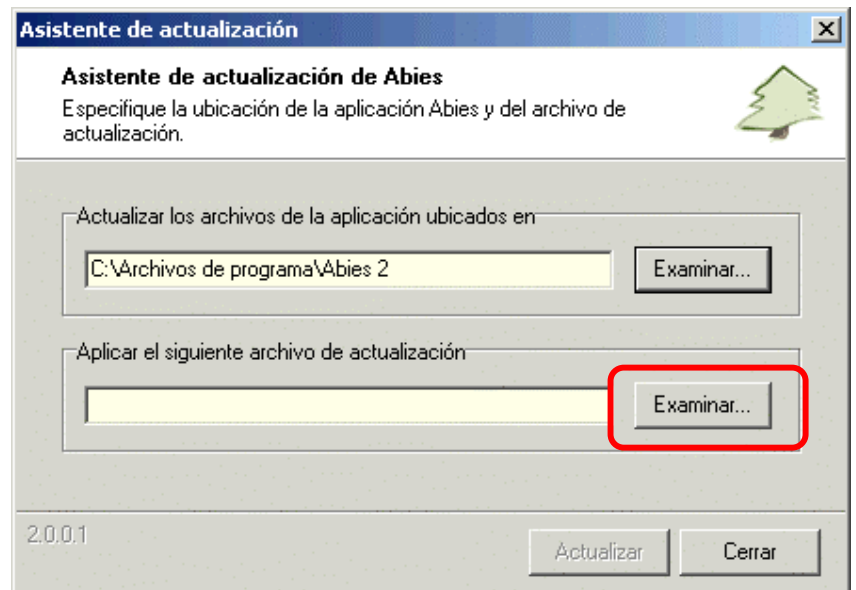 Asistente de actualización
Asistente de actualización de Abies
Especifique la ubicación de la aplicación Abies y del archivo de
actualización.
Actualizar los archivos de la aplicación ubicados en
C:\Archivos de programa\Abies 2
Examinar...
Aplicar el siguiente archivo de actualización
Examinar...
2.0.0.1
Actualizar
Cerrar